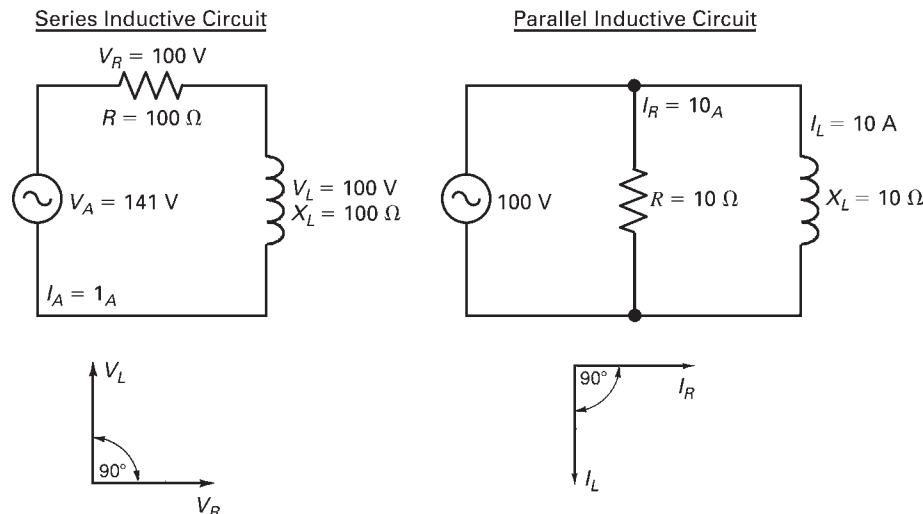 Series Inductive Circuit
V_R = 100 V
R = 100 Ω
V_A = 141 V
V_L = 100 V
X_L = 100 Ω
I_A = 1_A
V_L
90°
V_R
Parallel Inductive Circuit
I_R = 10_A
I_L = 10 A
100 V
R = 10 Ω
X_L = 10 Ω
90°
I_R
I_L